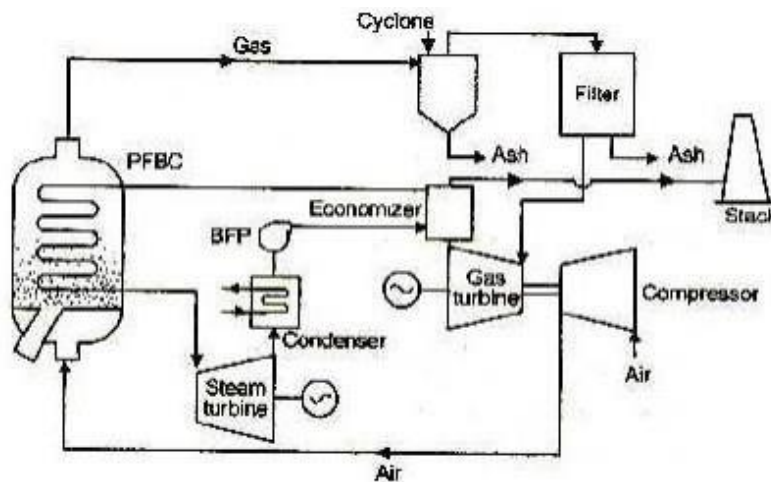 Cyclone
Gas
Filter
PFBC
Ash
Ash
Economizer
Stack
BFP
Gas
turbine
Compressor
Condenser
Air
Steam
turbine
Air